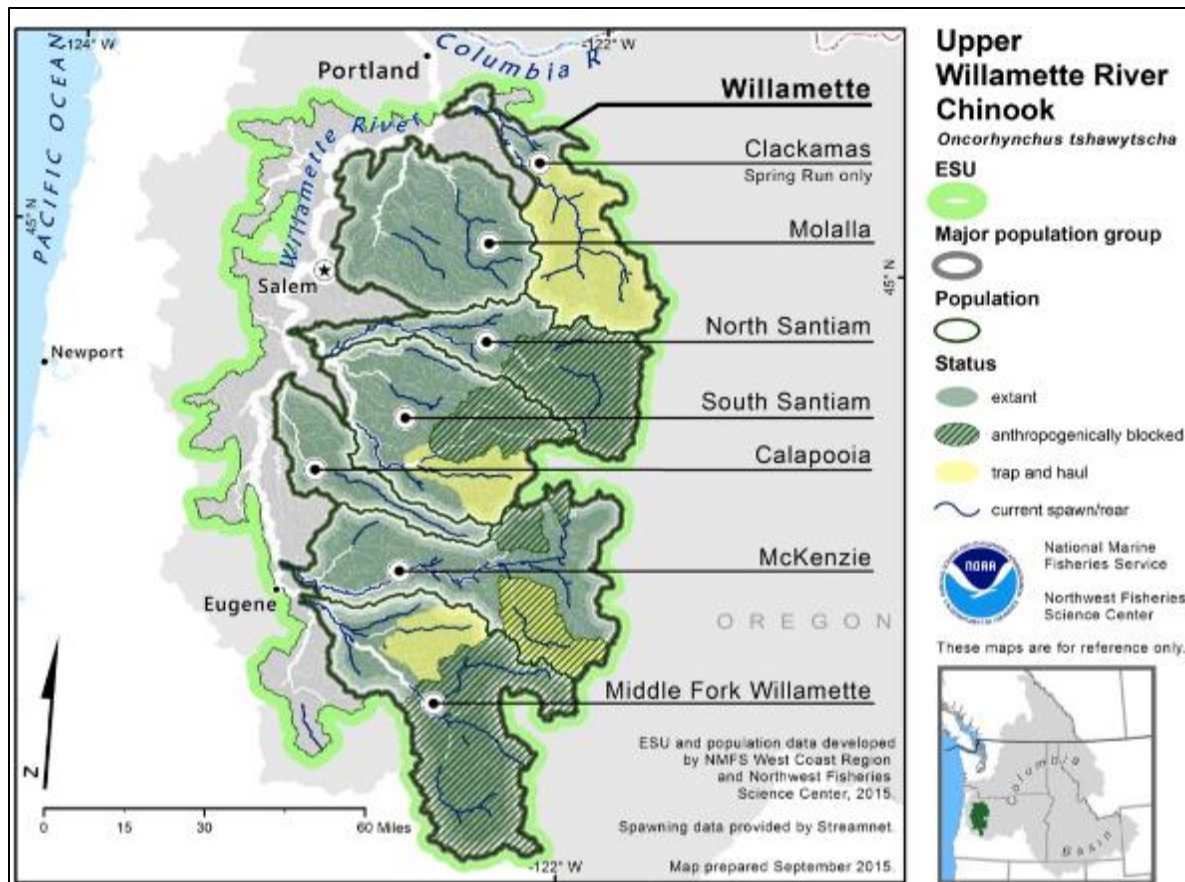 -124° W
-122° W
Columbia R
PACIFIC OCEAN
Portland
Willamette
Willamette River
Clackamas
Spring Run only
Molalla
45° N
45° N
Salem
North Santiam
Newport
South Santiam
Calapooia
McKenzie
Eugene
OREGON
Middle Fork Willamette
ESU and population data developed
by NMFS West Coast Region
and Northwest Fisheries
Science Center, 2015.
Spawning data provided by Streamnet.
Map prepared September 2015.
N
0 15 30 60 Miles
-122° W
Upper
Willamette River
Chinook
Oncorhynchus tshawytscha
ESU
Major population group
Population
Status
extant
anthropogenically blocked
trap and haul
current spawn/rear
NOAA
National Marine
Fisheries Service
Northwest Fisheries
Science Center
These maps are for reference only.
Columbia
Basin